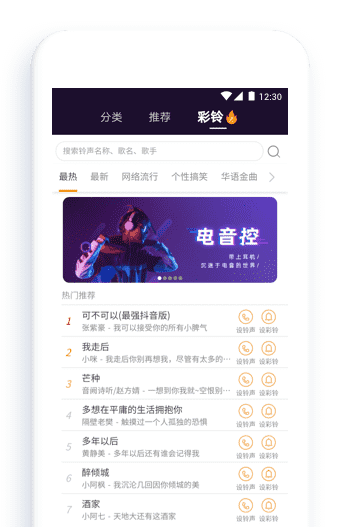 12:30
分类 推荐 彩铃
搜索铃声名称、歌名、歌手
最热 最新 网络流行 个性搞笑 华语金曲
电音控
带上耳机/
沉浸于电音的世界/
热门推荐
1 可不可以(最强抖音版)
张紫豪 - 我可以接受你的所有小脾气
设铃声 设彩铃
2 我走后
小咪 - 我走后你别再想我，尽管有太多的…
设铃声 设彩铃
3 芒种
音阙诗听/赵方婧 - 一想到你我就~空恨别…
设铃声 设彩铃
4 多想在平庸的生活拥抱你
隔壁老樊 - 触摸过一个人孤独的恐惧
设铃声 设彩铃
5 多年以后
黄静美 - 多年以后还有谁会记得我
设铃声 设彩铃
6 醉倾城
小阿枫 - 我沉沦几回因你倾城的美
设铃声 设彩铃
7 酒家
小阿七 - 天地大还有这酒家
设铃声 设彩铃